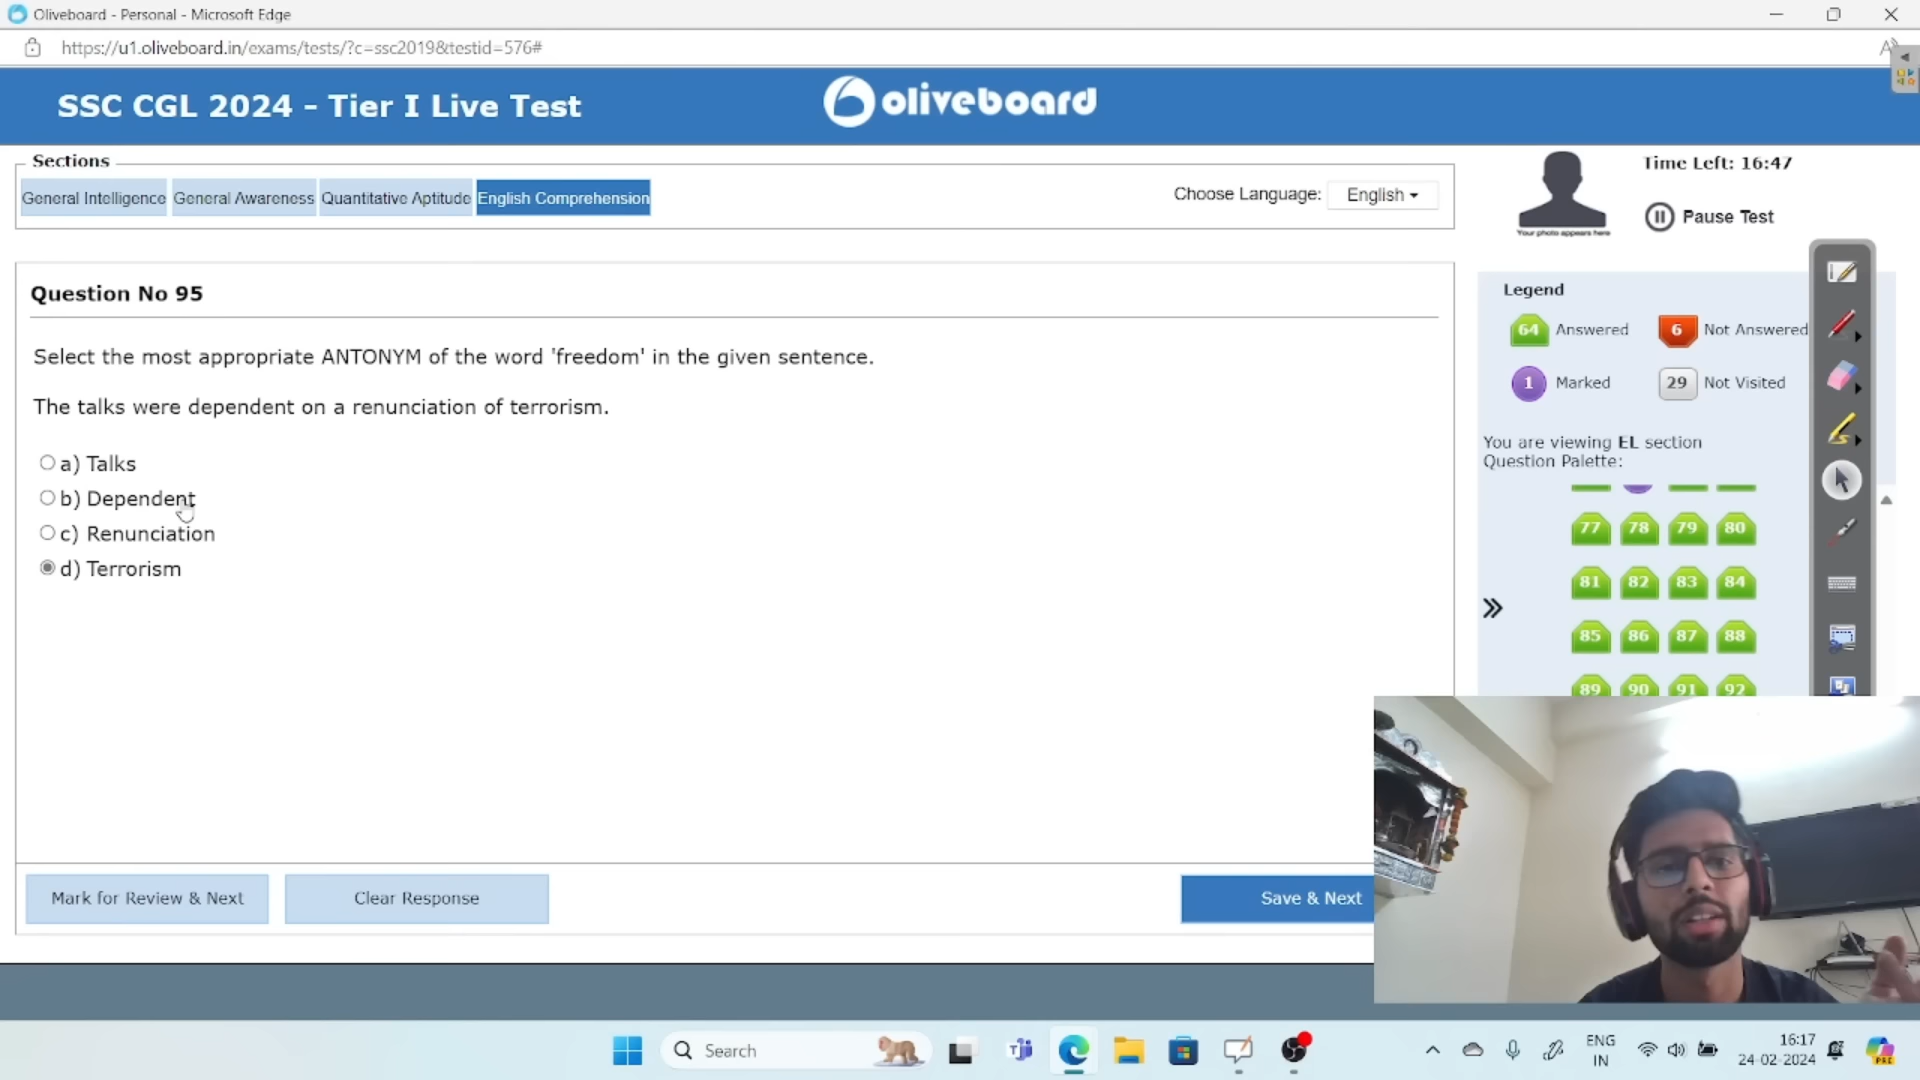 Oliveboard - Personal - Microsoft Edge
https://u1.oliveboard.in/exams/tests/?c=ssc2019&testid=576#
SSC CGL 2024 - Tier I Live Test
oliveboard
Sections
General Intelligence
General Awareness
Quantitative Aptitude
English Comprehension
Choose Language:
English
Your photo appears here
Time Left: 16:47
Pause Test
Question No 95
Select the most appropriate ANTONYM of the word 'freedom' in the given sentence.
The talks were dependent on a renunciation of terrorism.
a) Talks
b) Dependent
c) Renunciation
d) Terrorism
Legend
64 Answered
6 Not Answered
1 Marked
29 Not Visited
You are viewing EL section
Question Palette:
77 78 79 80
81 82 83 84
85 86 87 88
89 90 91 92
Mark for Review & Next
Clear Response
Save & Next
Search
ENG
IN
16:17
24-02-2024
PRE